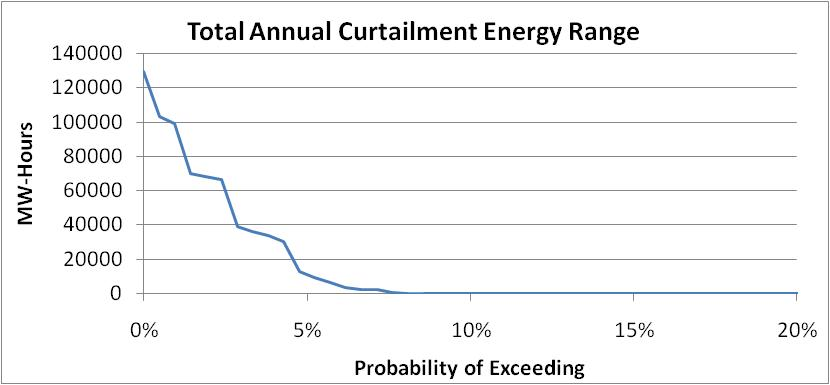 Total Annual Curtailment Energy Range
140000
120000
100000
80000
60000
40000
20000
0
MW-Hours
0% 5% 10% 15% 20%
Probability of Exceeding